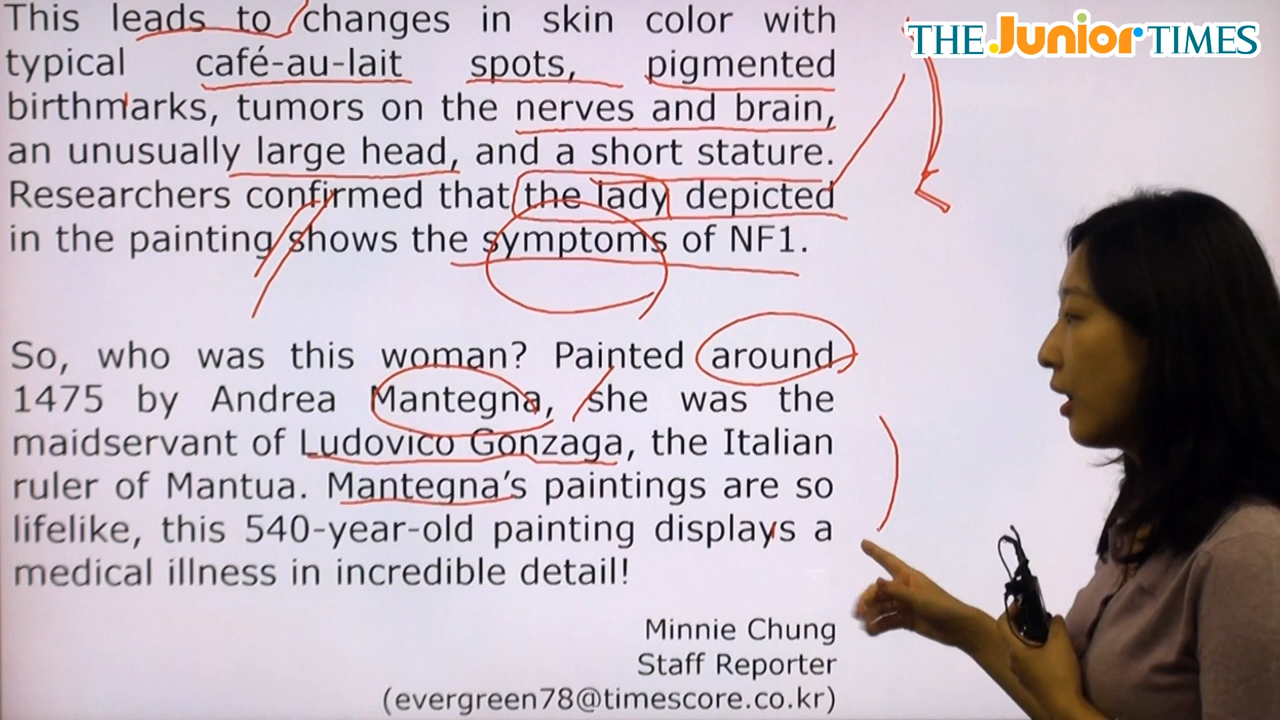 THE Junior TIMES
This leads to changes in skin color with
typical café-au-lait spots, pigmented
birthmarks, tumors on the nerves and brain,
an unusually large head, and a short stature.
Researchers confirmed that the lady depicted
in the painting shows the symptoms of NF1.
So, who was this woman? Painted around
1475 by Andrea Mantegna, she was the
maidservant of Ludovico Gonzaga, the Italian
ruler of Mantua. Mantegna's paintings are so
lifelike, this 540-year-old painting displays a
medical illness in incredible detail!
Minnie Chung
Staff Reporter
(evergreen78@timescore.co.kr)